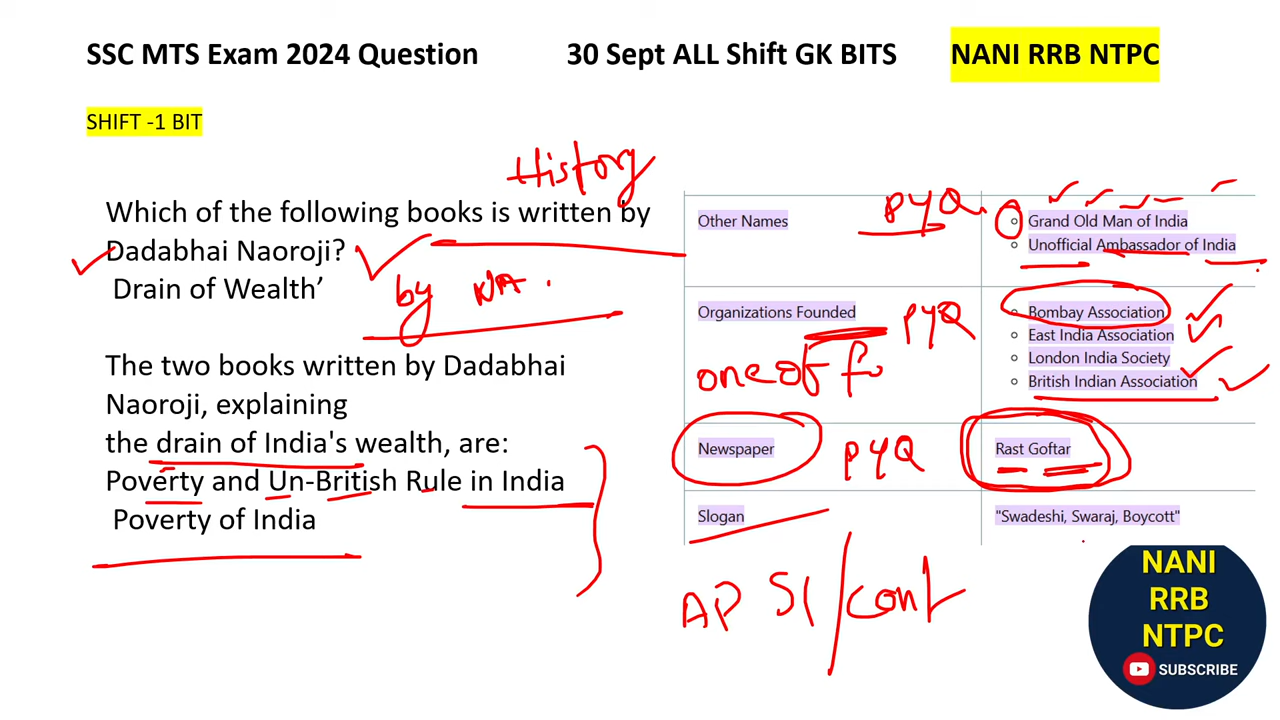 SSC MTS Exam 2024 Question
30 Sept ALL Shift GK BITS
NANI RRB NTPC
SHIFT -1 BIT
History
Which of the following books is written by
Dadabhai Naoroji?
Drain of Wealth’
by
The two books written by Dadabhai
Naoroji, explaining
the drain of India's wealth, are:
Poverty and Un-British Rule in India
Poverty of India
Other Names
PYQ
Grand Old Man of India
Unofficial Ambassador of India
Organizations Founded
PYQ
one of fo
Bombay Association
East India Association
London India Society
British Indian Association
Newspaper
PYQ
Rast Goftar
Slogan
"Swadeshi, Swaraj, Boycott"
AP SI/cont
NANI
RRB
NTPC
SUBSCRIBE